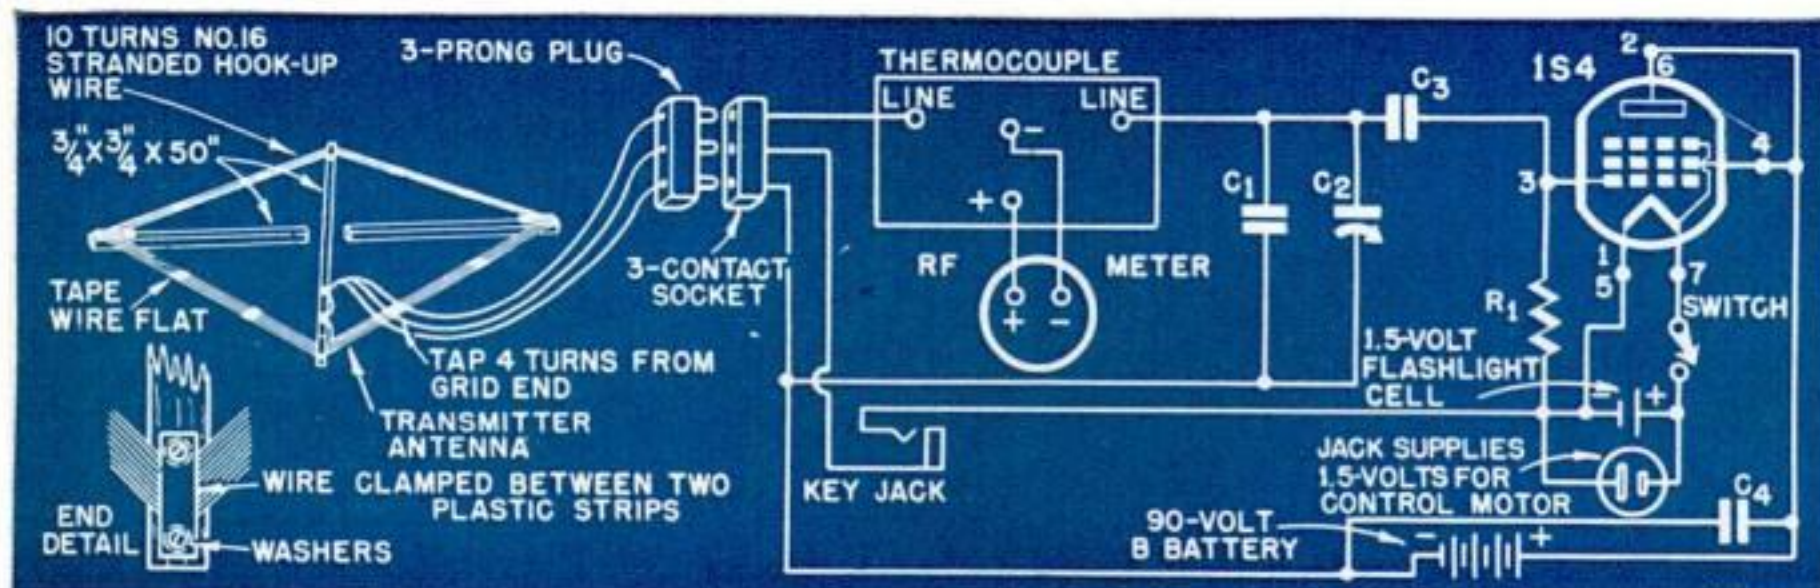 10 TURNS NO.16
STRANDED HOOK-UP
WIRE
3-PRONG PLUG
3/4" X 3/4" X 50"
TAPE
WIRE FLAT
TAP 4 TURNS FROM
GRID END
TRANSMITTER
ANTENNA
WIRE CLAMPED BETWEEN TWO
PLASTIC STRIPS
END
DETAIL
WASHERS
3-CONTACT
SOCKET
THERMOCOUPLE
LINE LINE
-
+
RF METER
+ -
KEY JACK
C1
C2
C3
1S4
2
6
4
3
1
5
7
R1
SWITCH
1.5-VOLT
FLASHLIGHT
CELL
- +
JACK SUPPLIES
1.5-VOLTS FOR
CONTROL MOTOR
C4
90-VOLT
B BATTERY
- +